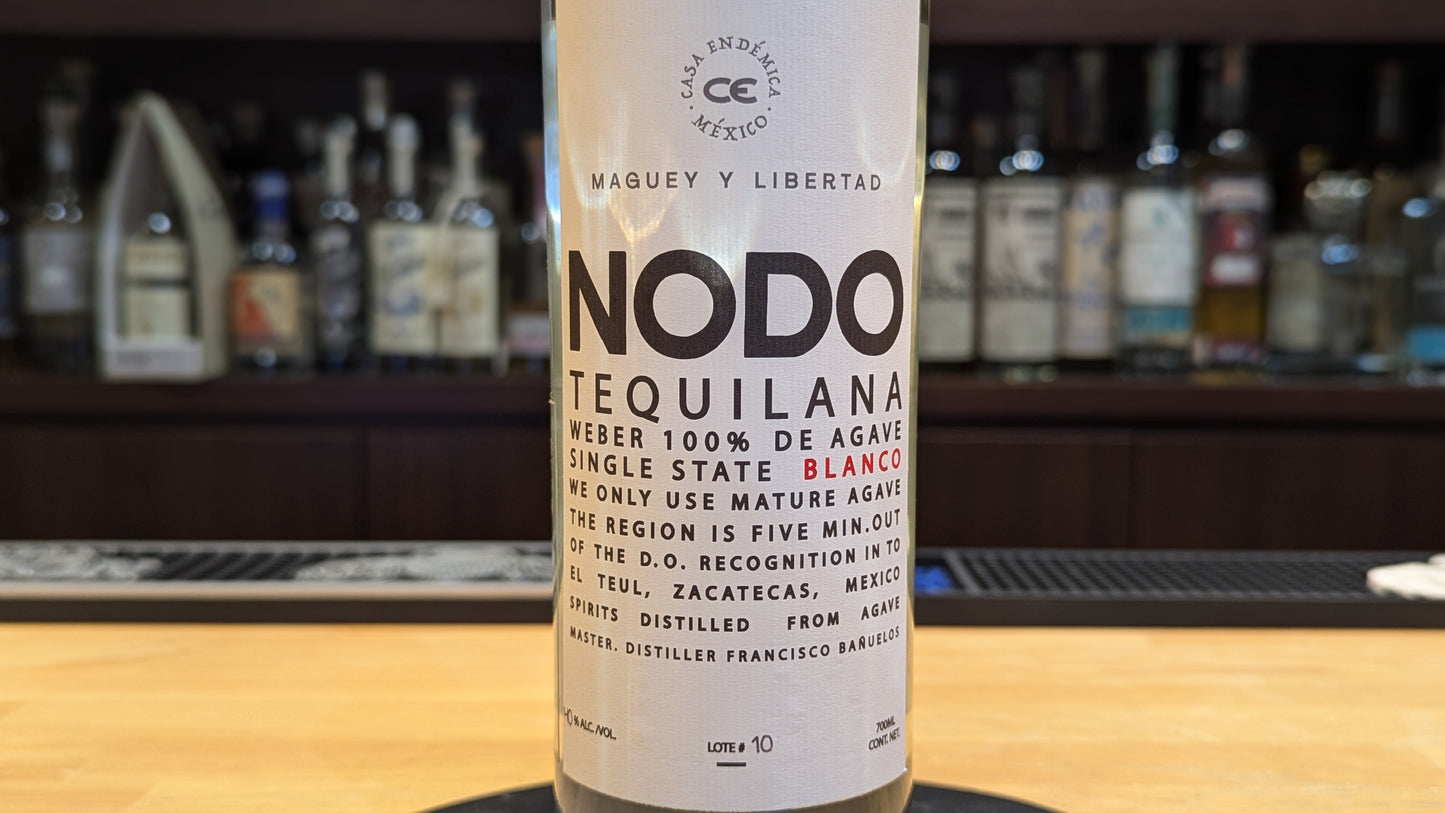 CASA ENDÉMICA
CE
· MÉXICO ·
MAGUEY Y LIBERTAD
NODO
TEQUILANA
WEBER 100% DE AGAVE
SINGLE STATE BLANCO
WE ONLY USE MATURE AGAVE
THE REGION IS FIVE MIN.OUT
OF THE D.O. RECOGNITION IN TO
EL TEUL, ZACATECAS, MEXICO
SPIRITS DISTILLED FROM AGAVE
MASTER. DISTILLER FRANCISCO BAÑUELOS
40 % ALC./VOL.
LOTE # 10
700ML
CONT. NET.